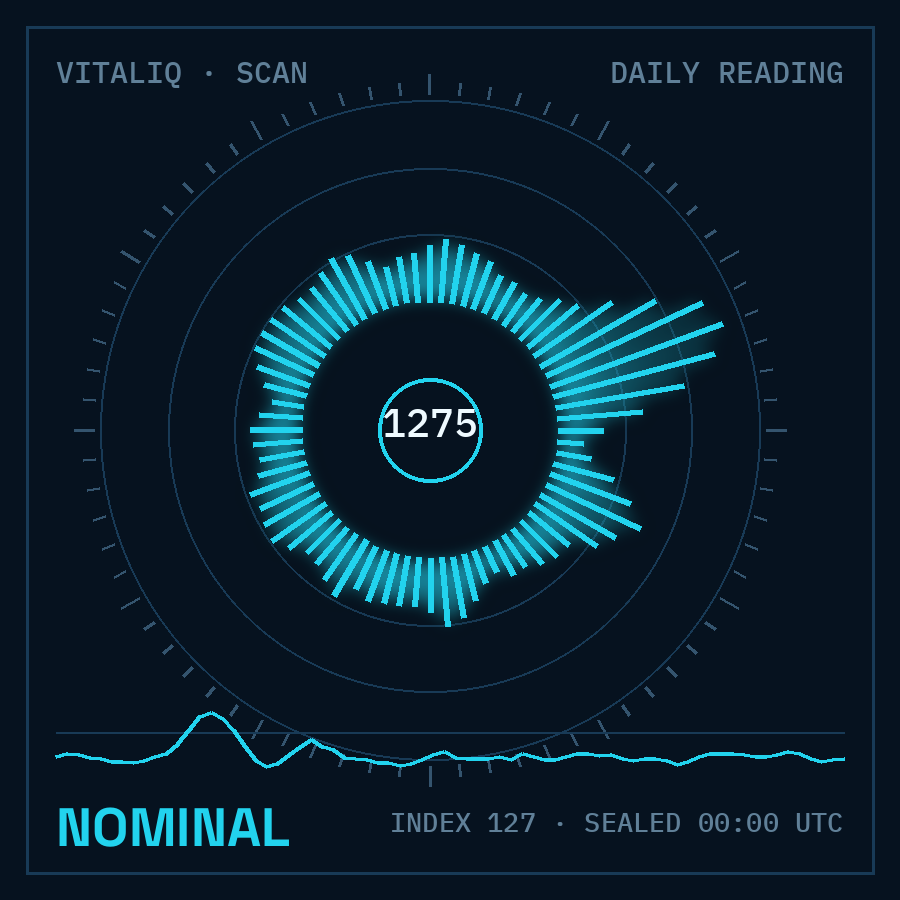 VITALIQ · SCAN
DAILY READING
1275
NOMINAL
INDEX 127 · SEALED 00:00 UTC